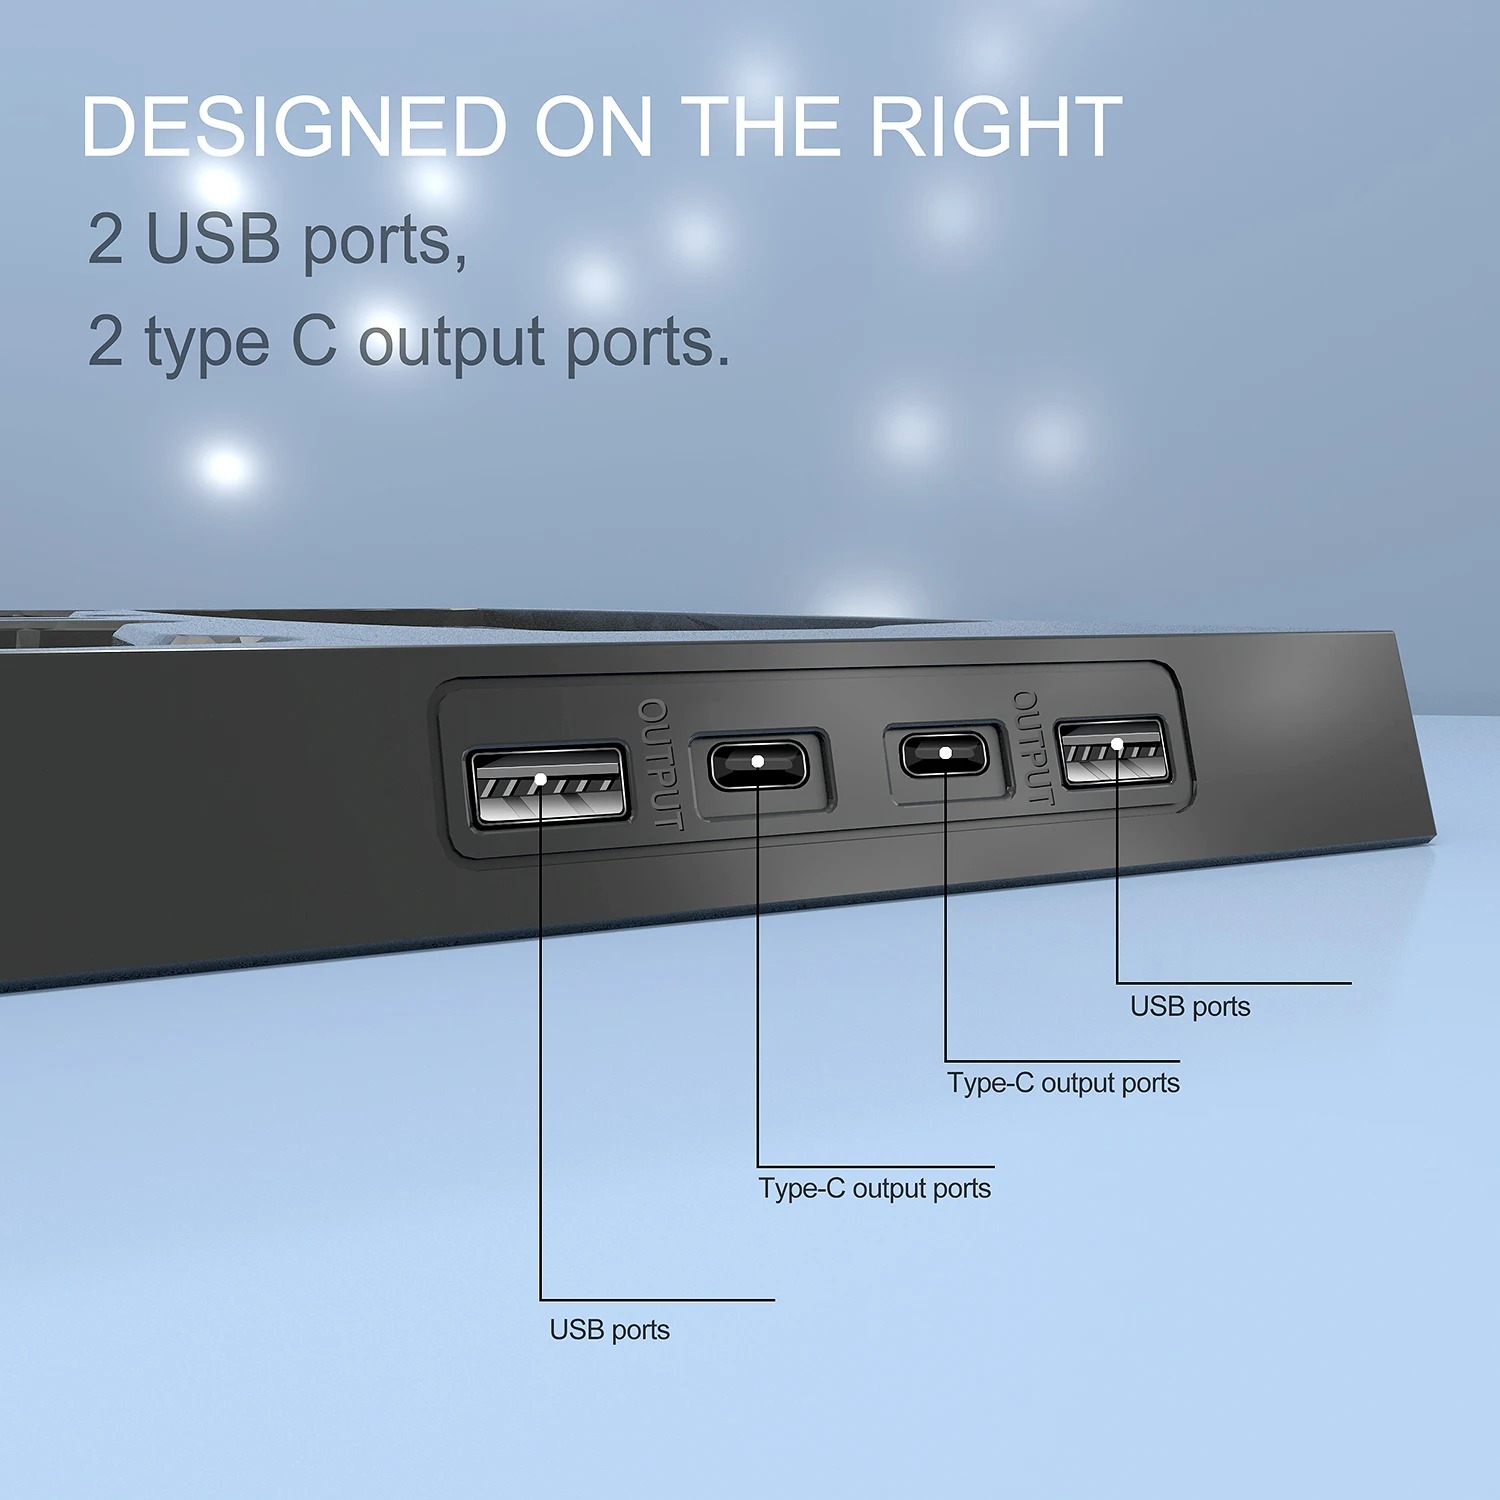 DESIGNED ON THE RIGHT
2 USB ports,
2 type C output ports.
OUTPUT
OUTPUT
USB ports
Type-C output ports
Type-C output ports
USB ports